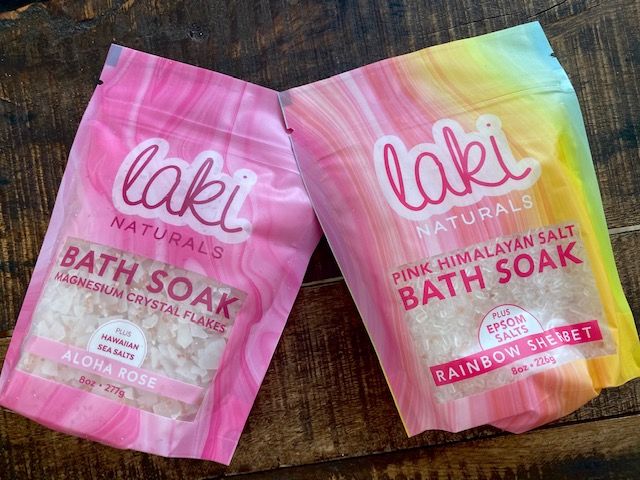 laki
NATURALS
BATH SOAK
MAGNESIUM CRYSTAL FLAKES
PLUS
HAWAIIAN
SEA SALTS
ALOHA ROSE
8oz • 277g
laki
NATURALS
PINK HIMALAYAN SALT
BATH SOAK
PLUS
EPSOM
SALTS
RAINBOW SHERBET
8oz • 226g